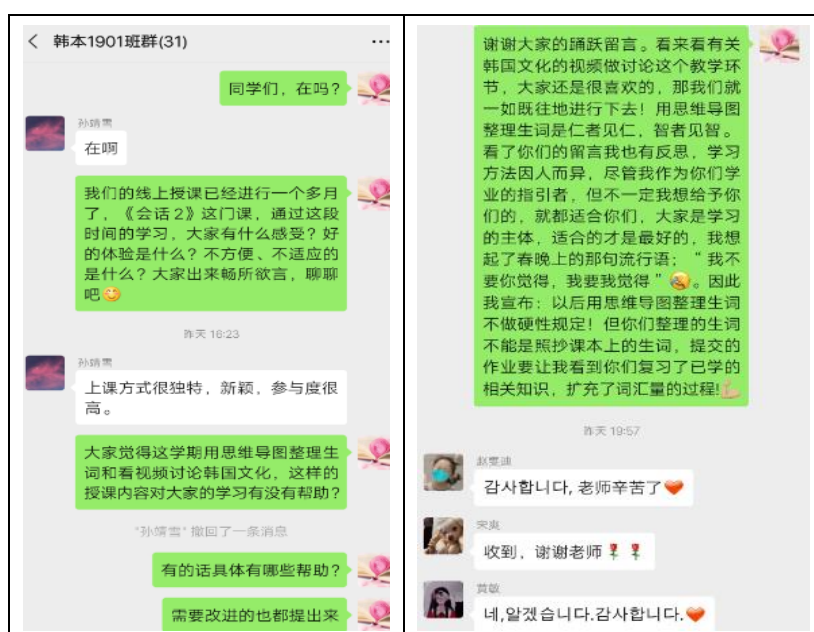 韩本1901班群(31)
同学们，在吗？
孙婧雪
在啊
我们的线上授课已经进行一个多月
了，《会话2》这门课，通过这段
时间的学习，大家有什么感受？好
的体验是什么？不方便、不适应的
是什么？大家出来畅所欲言，聊聊
吧
昨天 16:23
孙婧雪
上课方式很独特，新颖，参与度很
高。
大家觉得这学期用思维导图整理生
词和看视频讨论韩国文化，这样的
授课内容对大家的学习有没有帮助？
"孙婧雪" 撤回了一条消息
有的话具体有哪些帮助？
需要改进的也都提出来
谢谢大家的踊跃留言。看来看有关
韩国文化的视频做讨论这个教学环
节，大家还是很喜欢的，那我们就
一如既往地进行下去！用思维导图
整理生词是仁者见仁，智者见智。
看了你们的留言我也有反思，学习
方法因人而异，尽管我作为你们学
业的指引者，但不一定我想给予你
们的，就都适合你们，大家是学习
的主体，适合的才是最好的，我想
起了春晚上的那句流行语：“我不
要你觉得，我要我觉得”。因此
我宣布：以后用思维导图整理生词
不做硬性规定！但你们整理的生词
不能是照抄课本上的生词，提交的
作业要让我看到你们复习了已学的
相关知识，扩充了词汇量的过程!
昨天 19:57
감사합니다, 老师辛苦了
宋爽
收到，谢谢老师
黄敏
네,알겠습니다.감사합니다.